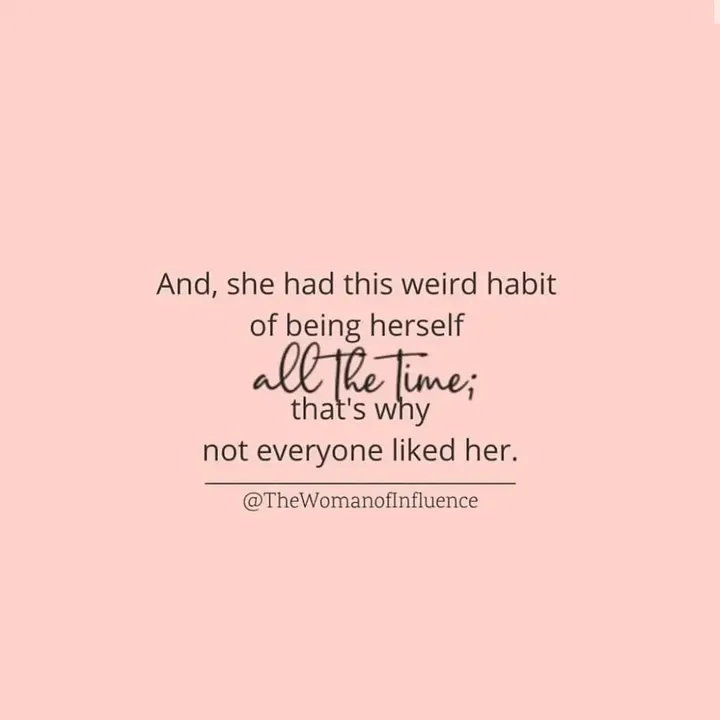 And, she had this weird habit
of being herself
all the time;
that's why
not everyone liked her.
@TheWomanofInfluence